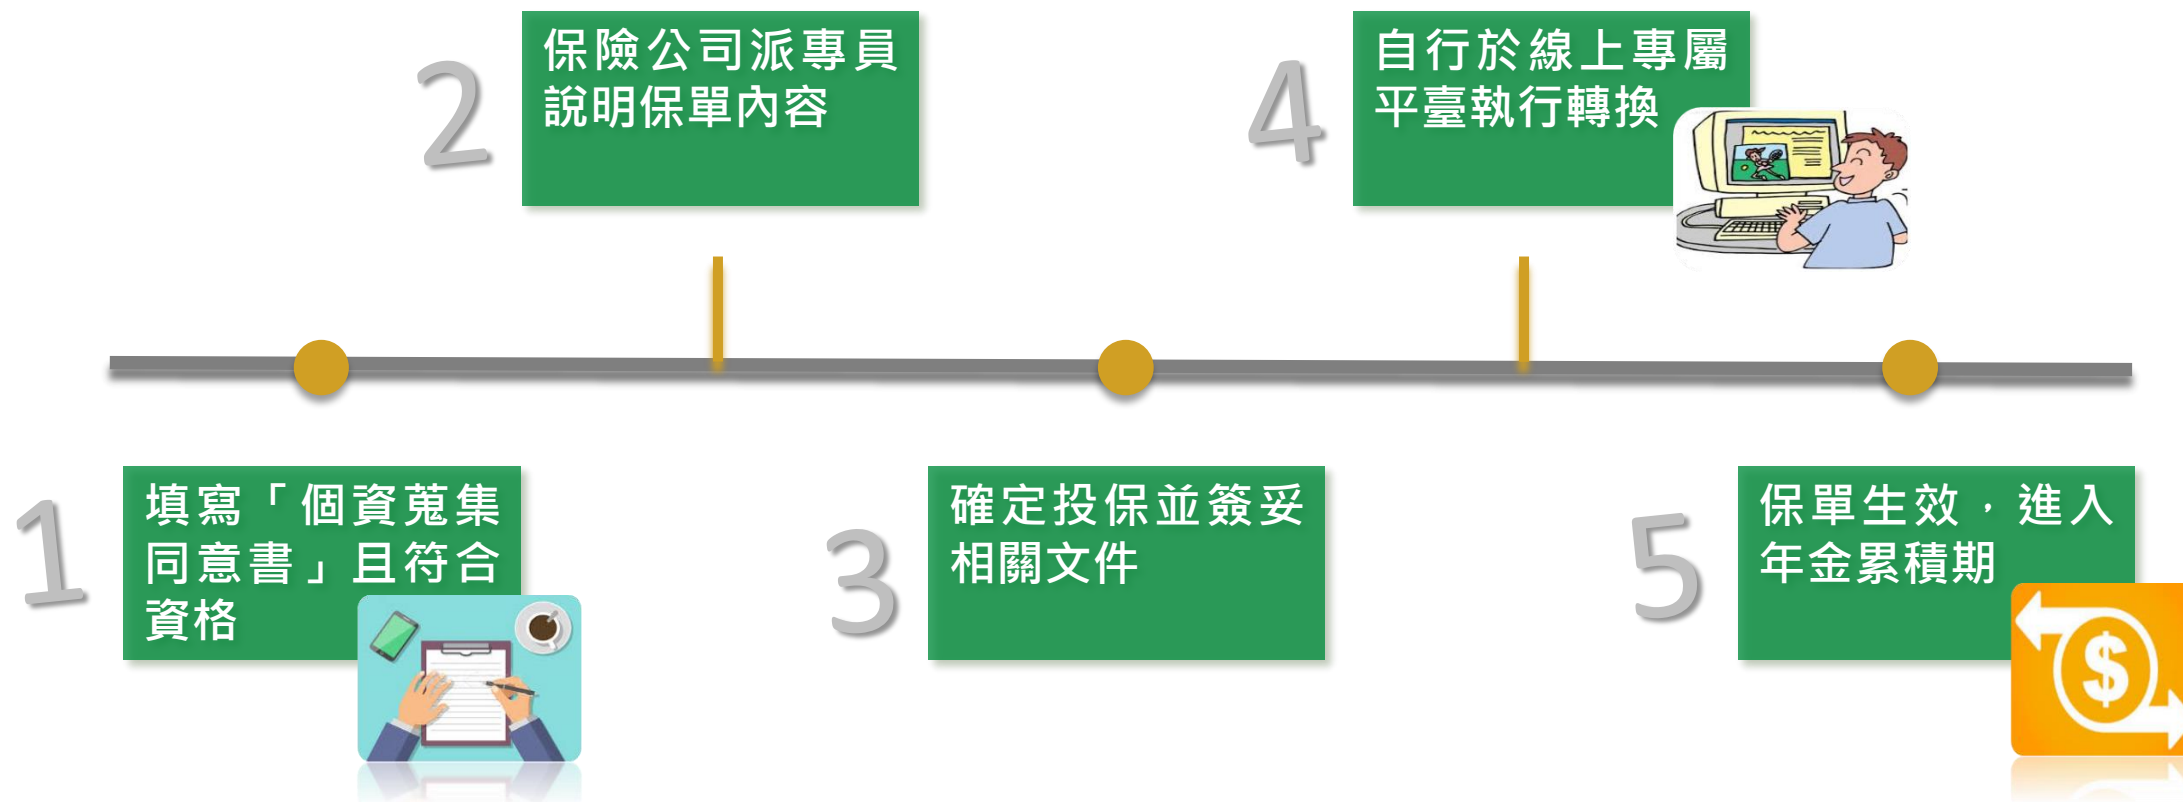 1
填寫「個資蒐集
同意書」且符合
資格
2
保險公司派專員
說明保單內容
3
確定投保並簽妥
相關文件
4
自行於線上專屬
平臺執行轉換
5
保單生效，進入
年金累積期
$